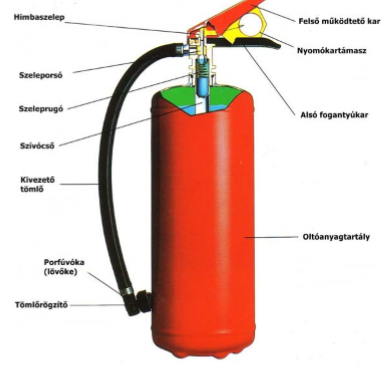 Himbaszelep
Felső működtető kar
Nyomókartámasz
Szeleporsó
Szeleprugó
Alsó fogantyúkar
Szívócső
Kivezető
tömlő
Oltóanyagtartály
Porfúvóka
(lövőke)
Tömlőrögzítő